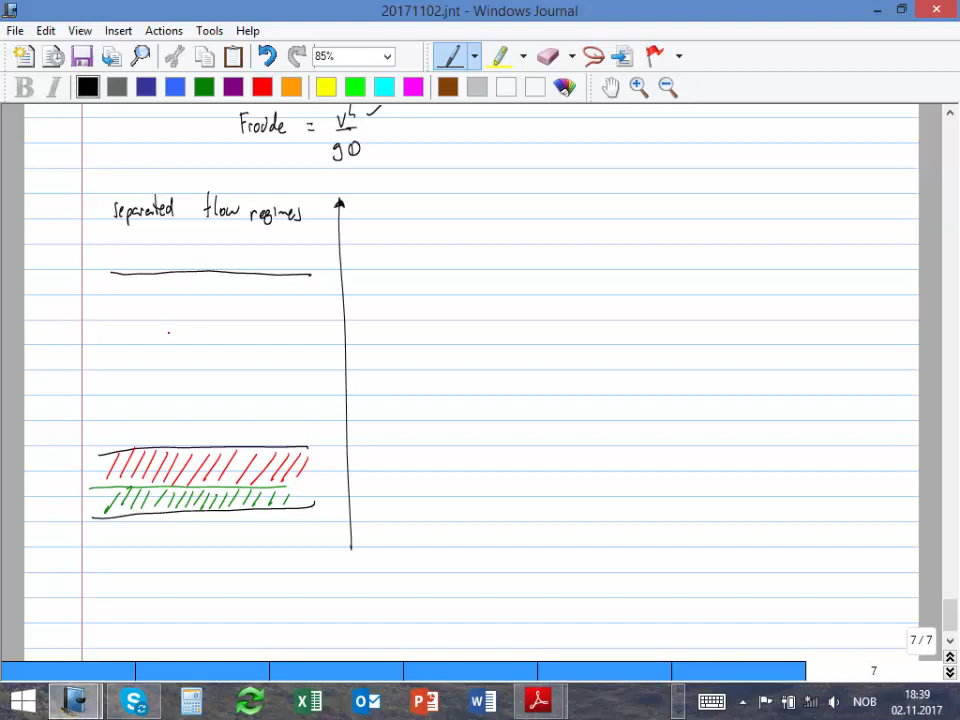 20171102.jnt - Windows Journal
File Edit View Insert Actions Tools Help
85%
B I
Froude = v²
gD
separated flow regimes
7 / 7
7
NOB
18:39
02.11.2017